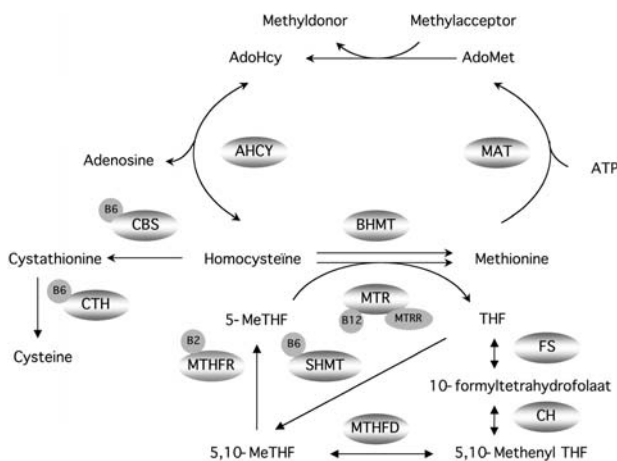 Methyldonor Methylacceptor
AdoHcy AdoMet
AHCY MAT
Adenosine ATP
B6
CBS BHMT
Cystathionine Homocysteïne Methionine
B6
CTH MTR
5-MeTHF B12 MTRR THF
B2 B6
Cysteine MTHFR SHMT FS
10-formyltetrahydrofolaat
MTHFD CH
5,10-MeTHF 5,10-Methenyl THF